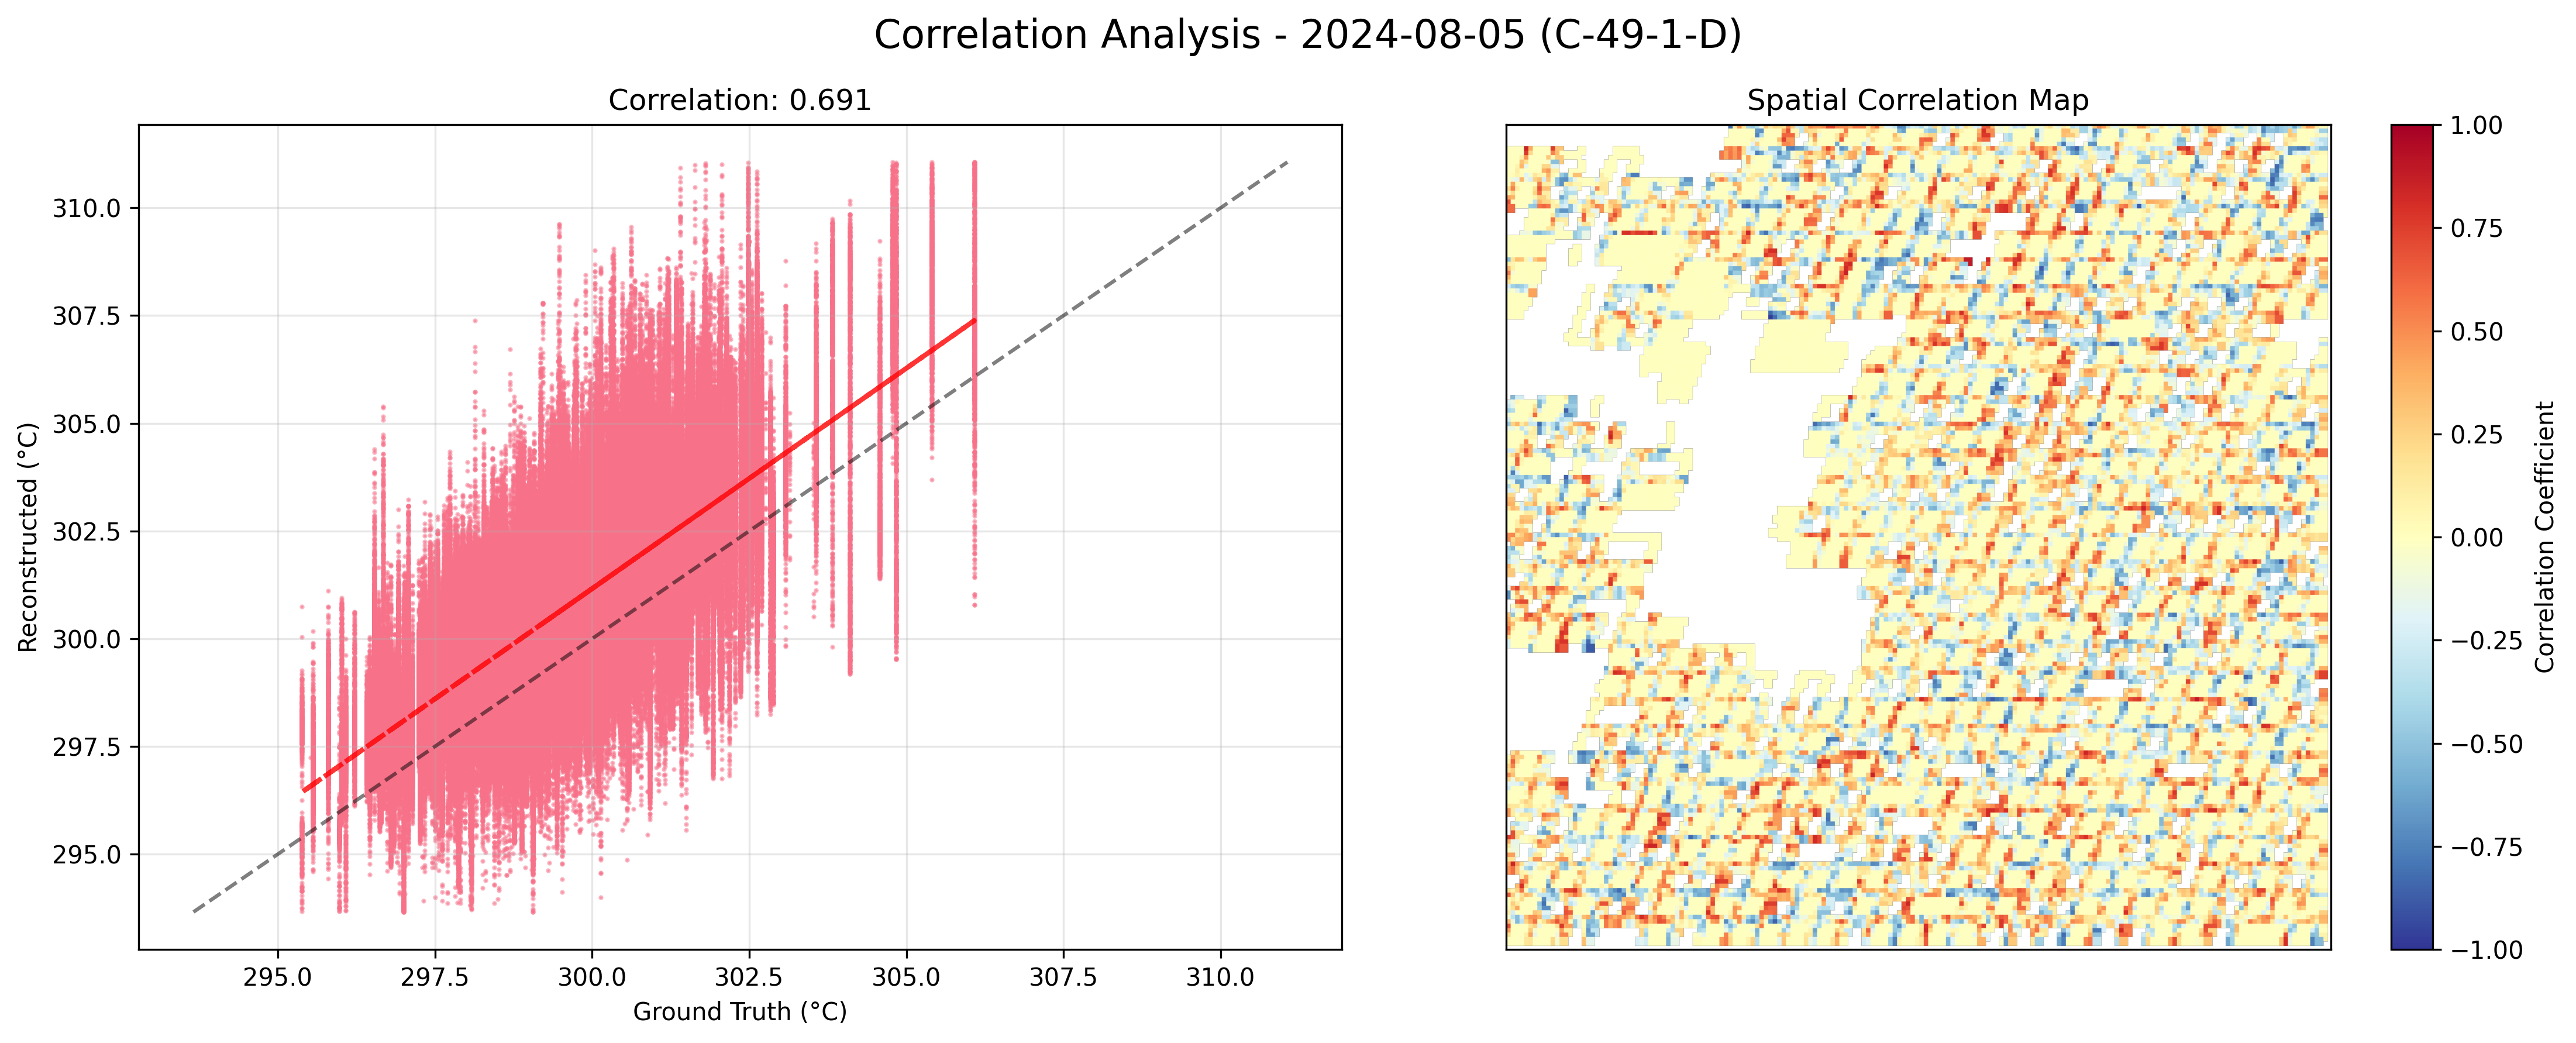 Correlation Analysis - 2024-08-05 (C-49-1-D)
Correlation: 0.691
310.0
307.5
305.0
302.5
300.0
297.5
295.0
Reconstructed (°C)
295.0 297.5 300.0 302.5 305.0 307.5 310.0
Ground Truth (°C)
Spatial Correlation Map
1.00
0.75
0.50
0.25
0.00
−0.25
−0.50
−0.75
−1.00
Correlation Coefficient